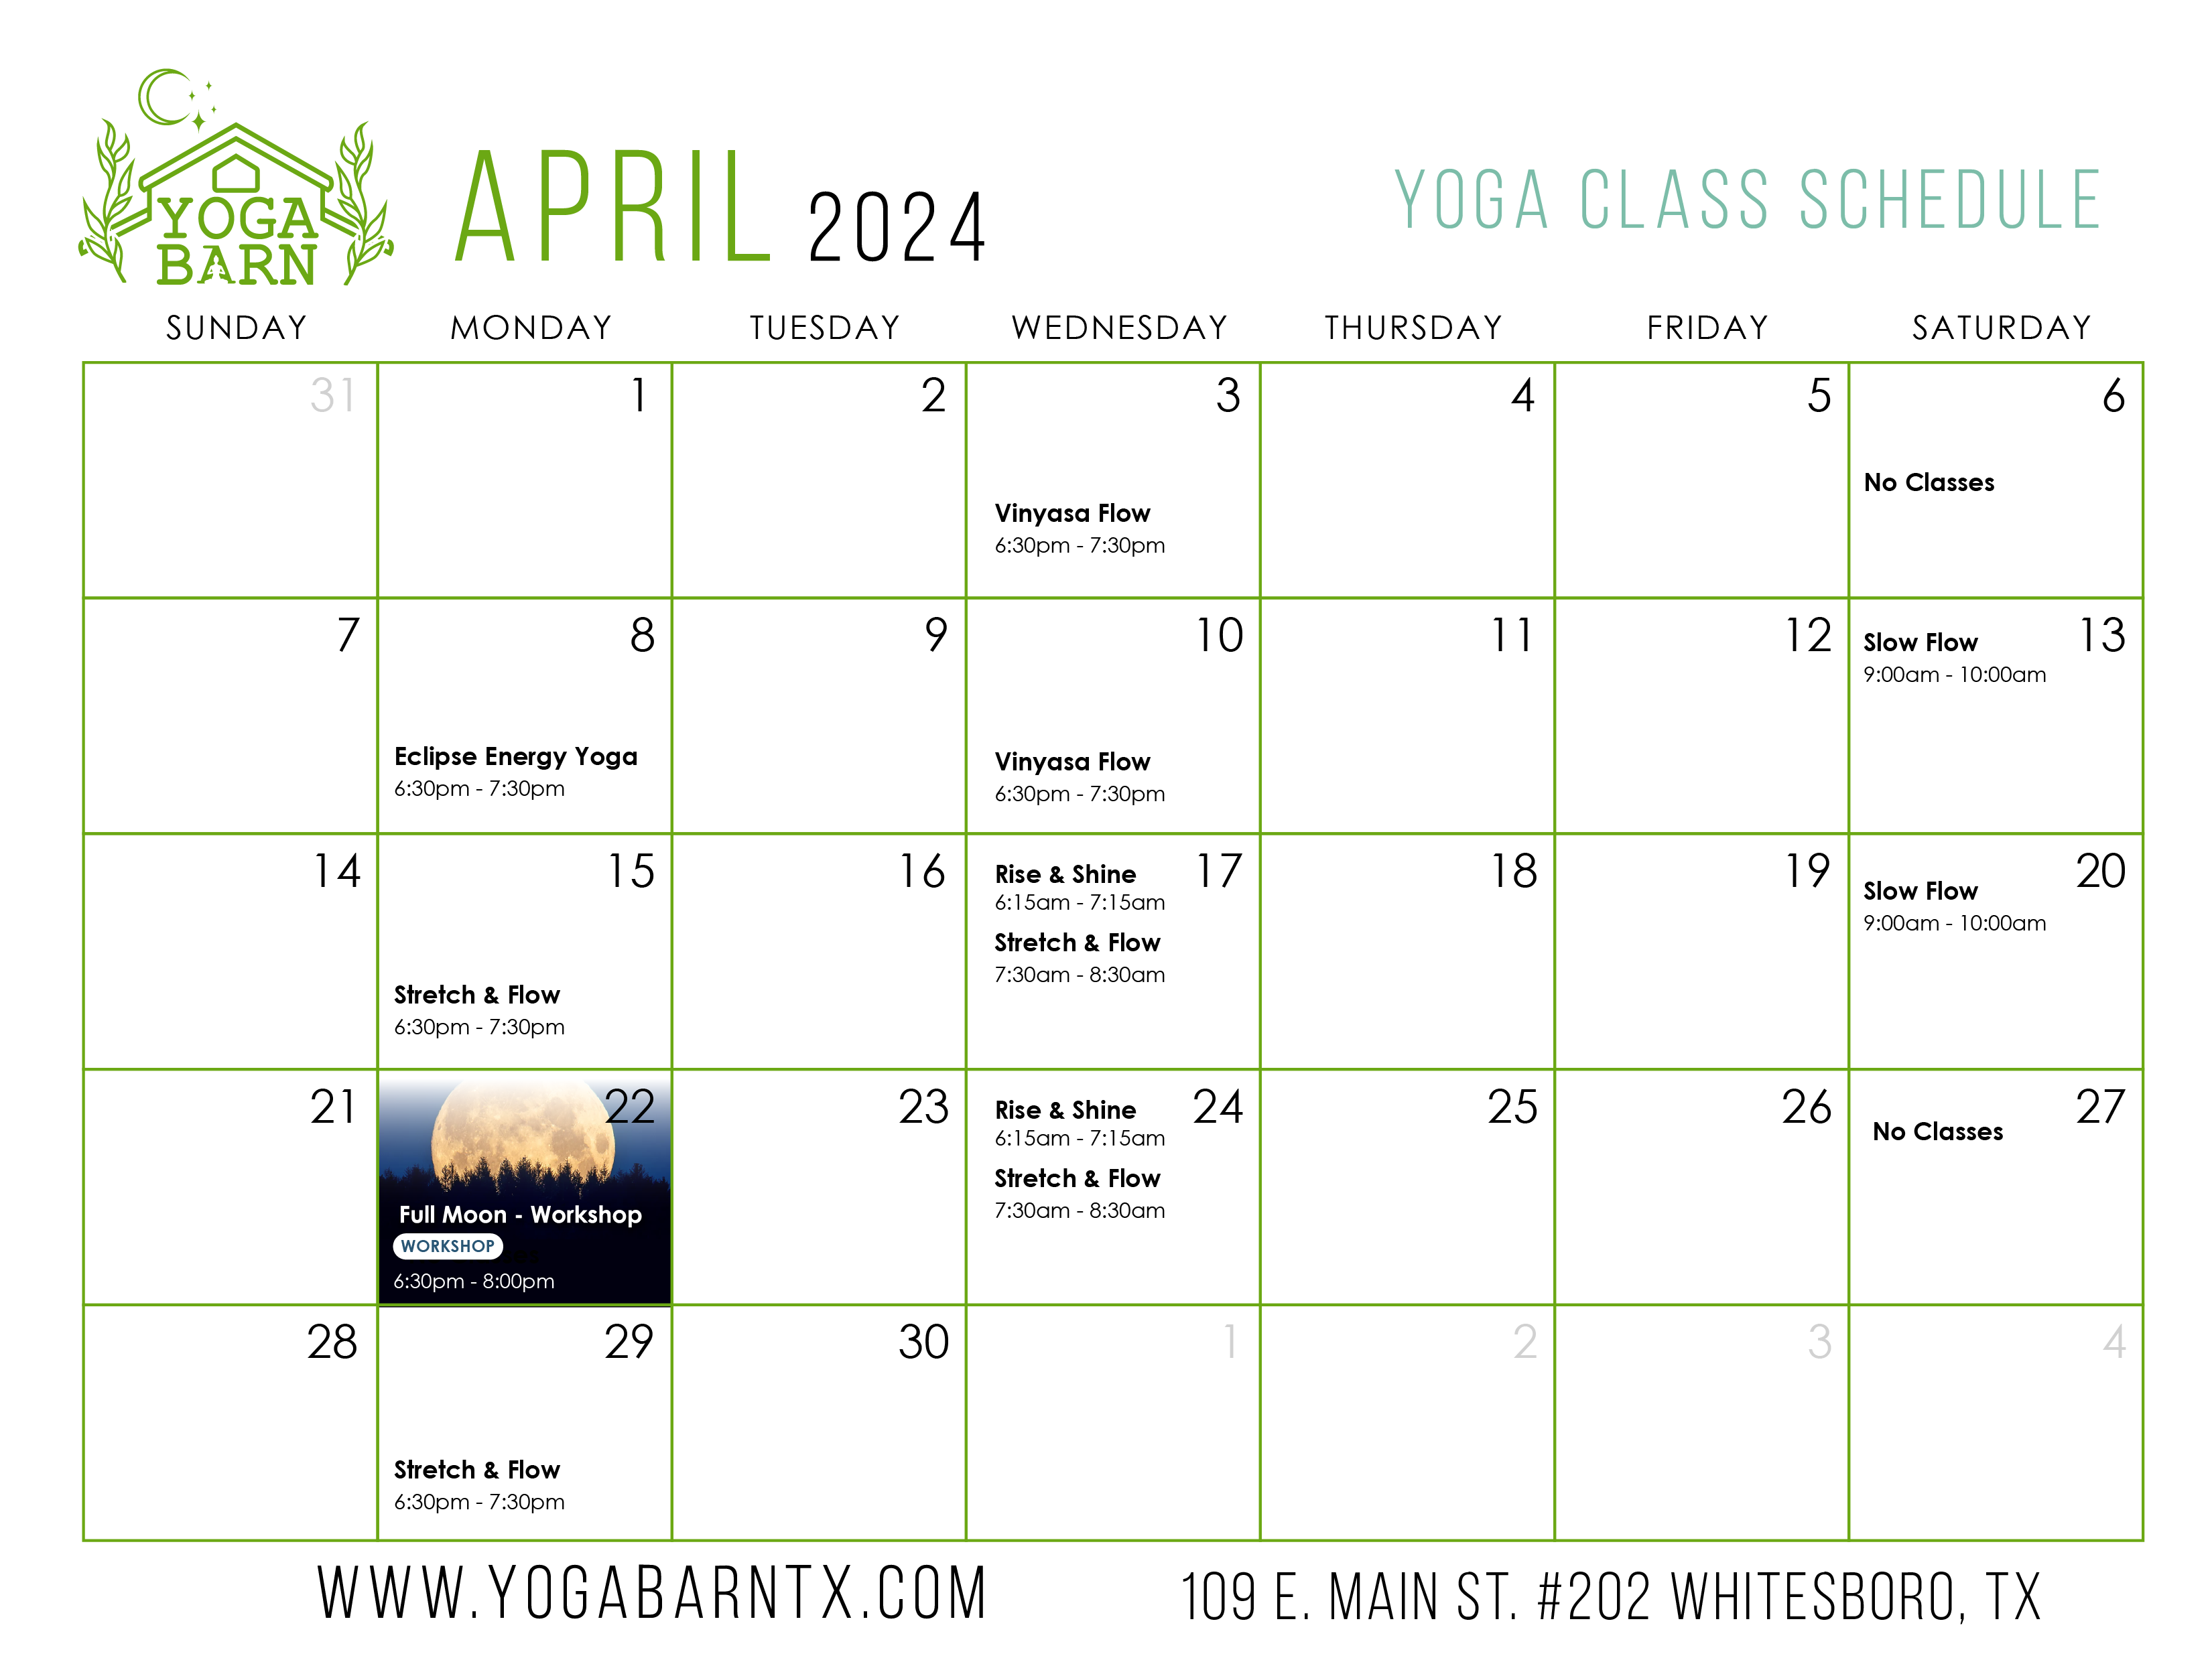 YOGA
BARN
APRIL 2024
YOGA CLASS SCHEDULE
SUNDAY MONDAY TUESDAY WEDNESDAY THURSDAY FRIDAY SATURDAY
31 1 2 3 4 5 6
No Classes
Vinyasa Flow
6:30pm - 7:30pm
7 8 9 10 11 12 Slow Flow 13
9:00am - 10:00am
Eclipse Energy Yoga Vinyasa Flow
6:30pm - 7:30pm 6:30pm - 7:30pm
14 15 16 Rise & Shine 17 18 19 20
6:15am - 7:15am Slow Flow
Stretch & Flow 9:00am - 10:00am
7:30am - 8:30am
Stretch & Flow
6:30pm - 7:30pm
21 22 23 Rise & Shine 24 25 26 27
6:15am - 7:15am No Classes
Stretch & Flow
7:30am - 8:30am
Full Moon - Workshop
WORKSHOP
6:30pm - 8:00pm
28 29 30 1 2 3 4
Stretch & Flow
6:30pm - 7:30pm
WWW.YOGABARNTX.COM 109 E. MAIN ST. #202 WHITESBORO, TX